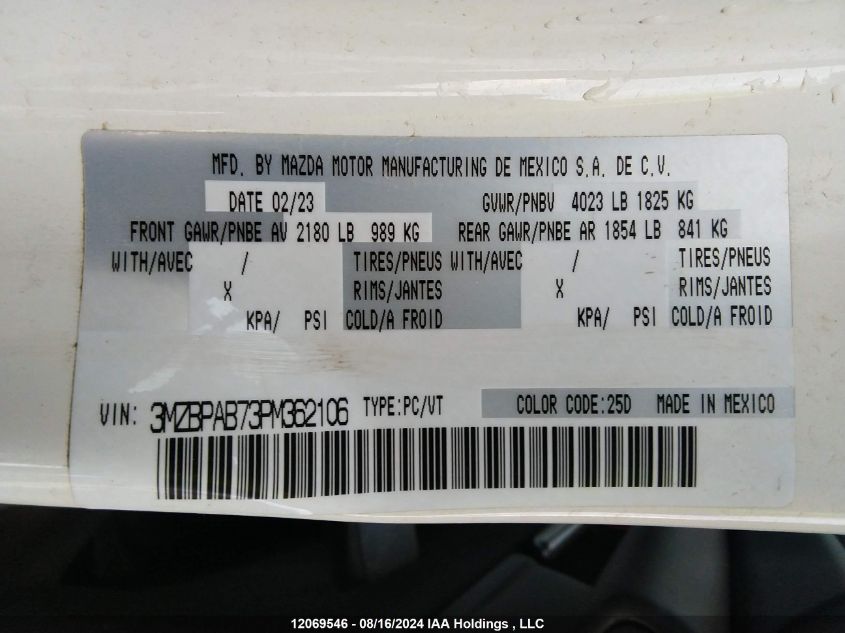 MFD. BY MAZDA MOTOR MANUFACTURING DE MEXICO S.A. DE C.V.
DATE 02/23 GVWR/PNBV 4023 LB 1825 KG
FRONT GAWR/PNBE AV 2180 LB 989 KG REAR GAWR/PNBE AR 1854 LB 841 KG
WITH/AVEC / TIRES/PNEUS WITH/AVEC / TIRES/PNEUS
X RIMS/JANTES X RIMS/JANTES
KPA/ PSI COLD/A FROID KPA/ PSI COLD/A FROID
VIN: 3MZBPAB73PM362106 TYPE:PC/VT COLOR CODE:25D MADE IN MEXICO
12069546 - 08/16/2024 IAA Holdings , LLC